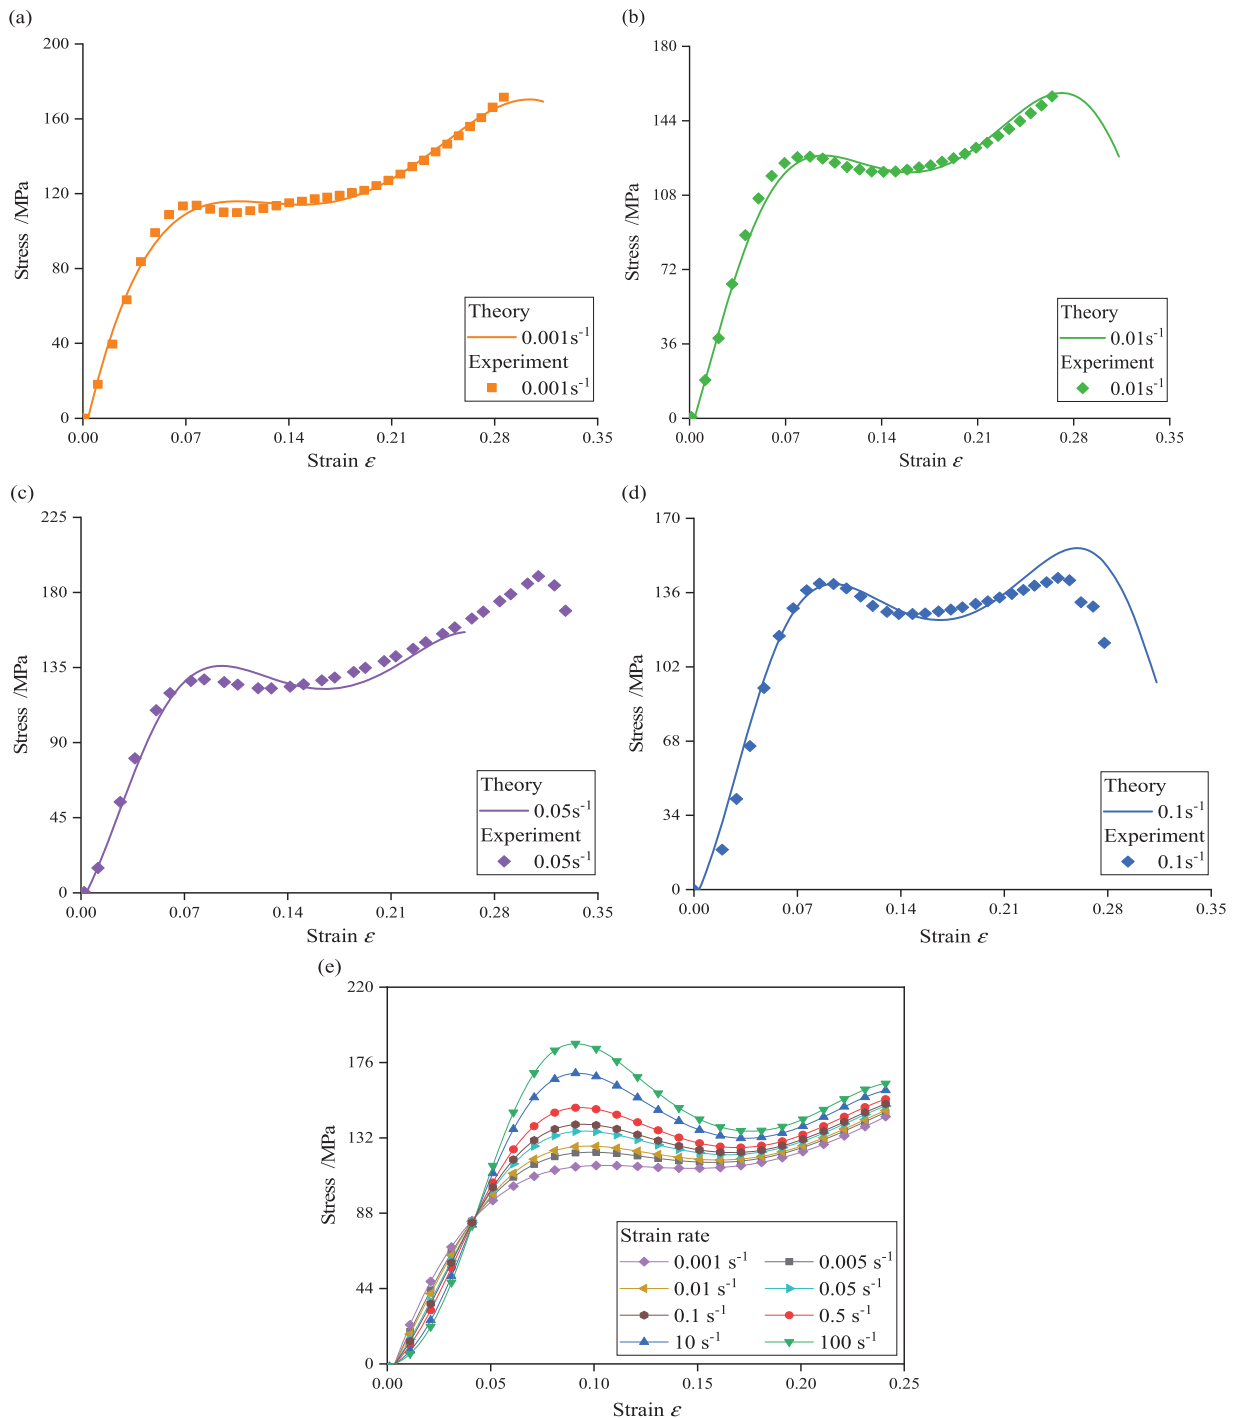 (a)
200
160
120
80
40
0
Stress /MPa
0.00 0.07 0.14 0.21 0.28 0.35
Strain ε
Theory
0.001s⁻¹
Experiment
0.001s⁻¹
(b)
180
144
108
72
36
0
Stress /MPa
0.00 0.07 0.14 0.21 0.28 0.35
Strain ε
Theory
0.01s⁻¹
Experiment
0.01s⁻¹
(c)
225
180
135
90
45
0
Stress /MPa
0.00 0.07 0.14 0.21 0.28 0.35
Strain ε
Theory
0.05s⁻¹
Experiment
0.05s⁻¹
(d)
170
136
102
68
34
0
Stress /MPa
0.00 0.07 0.14 0.21 0.28 0.35
Strain ε
Theory
0.1s⁻¹
Experiment
0.1s⁻¹
(e)
220
176
132
88
44
0
Stress /MPa
0.00 0.05 0.10 0.15 0.20 0.25
Strain ε
Strain rate
0.001 s⁻¹ 0.005 s⁻¹
0.01 s⁻¹ 0.05 s⁻¹
0.1 s⁻¹ 0.5 s⁻¹
10 s⁻¹ 100 s⁻¹